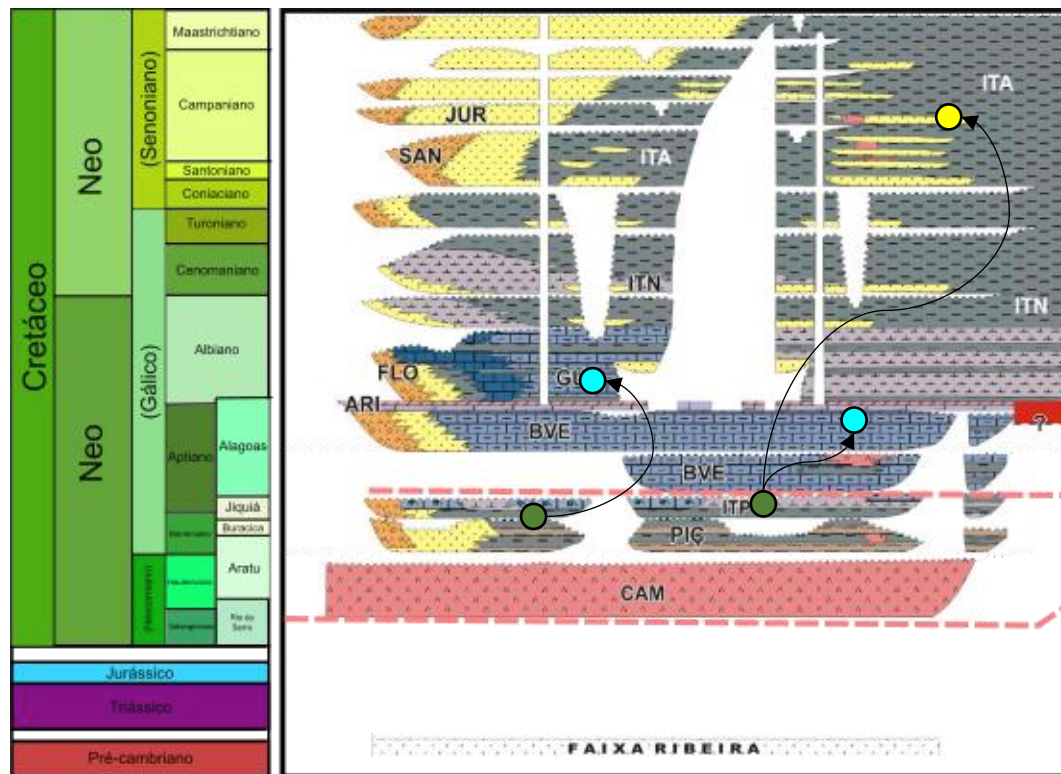 Cretáceo
Neo
Neo
(Senoniano)
(Gálico)
Maastrichtiano
Campaniano
Santoniano
Coniaciano
Turoniano
Cenomaniano
Albiano
Aptiano
Alagoas
Jiquiá
Buracica
Aratu
Rio da
Serra
Jurássico
Triássico
Pré-cambriano
ITA
JUR
SAN
ITA
ITN
ITN
FLO
GU
ARI
BVE
?
BVE
ITP
PIÇ
CAM
FAIXA RIBEIRA